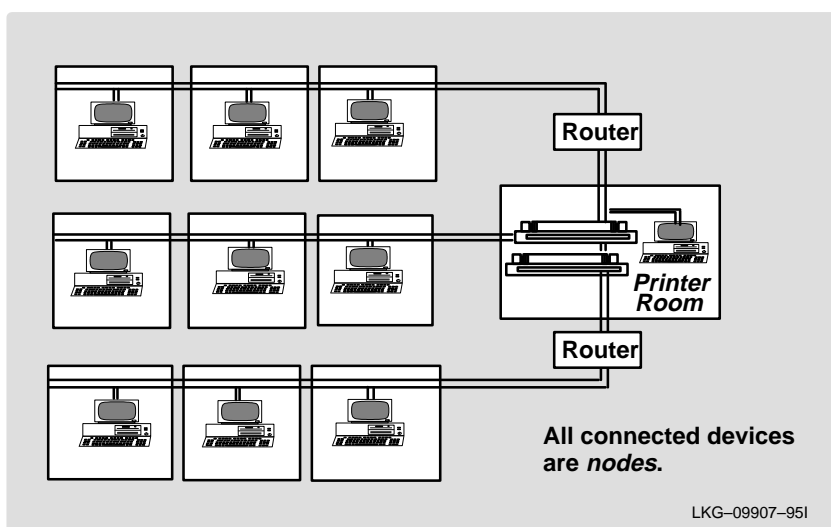 Router
Printer
Room
Router
All connected devices
are nodes.
LKG–09907–95I